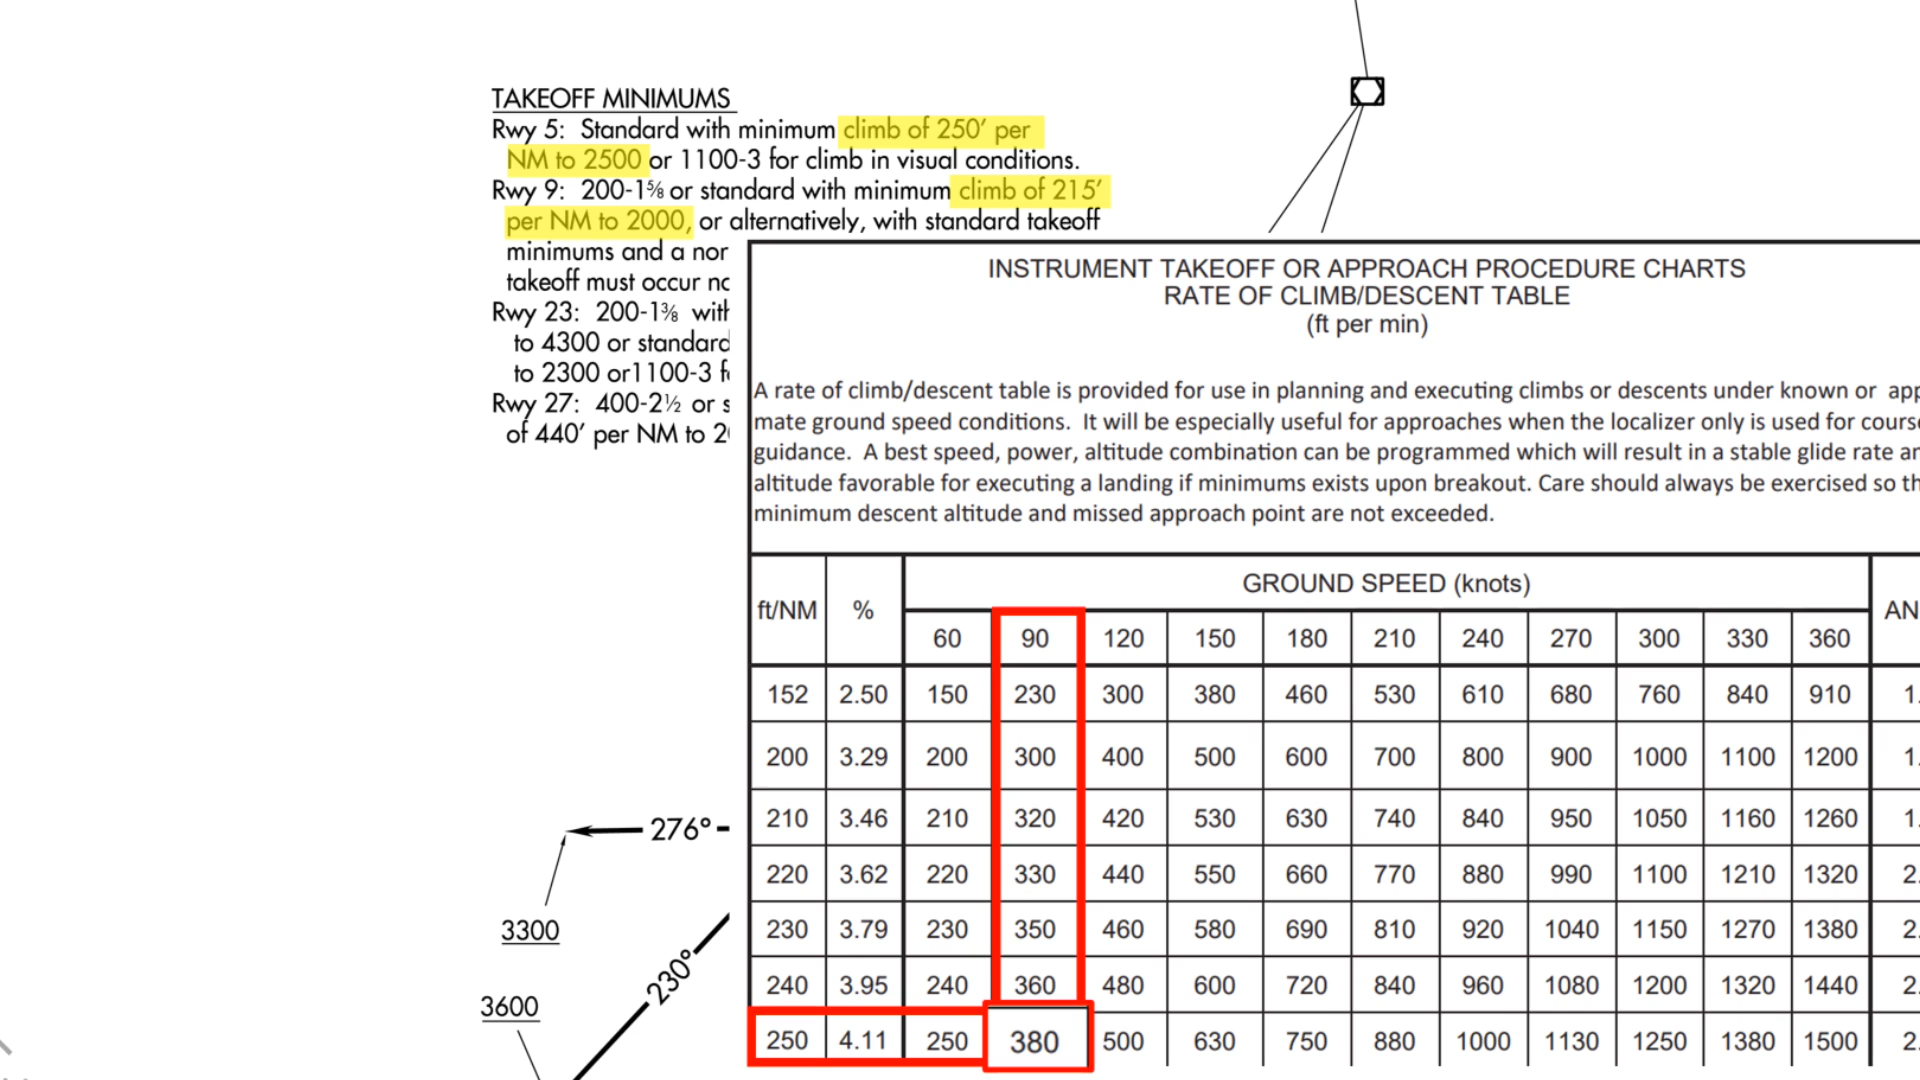 TAKEOFF MINIMUMS
Rwy 5: Standard with minimum climb of 250’ per
NM to 2500 or 1100-3 for climb in visual conditions.
Rwy 9: 200-1⅝ or standard with minimum climb of 215’
per NM to 2000, or alternatively, with standard takeoff
minimums and a nor
takeoff must occur
Rwy 23: 200-1⅜ with
to 4300 or standard
to 2300 or1100-3
Rwy 27: 400-2½ or s
of 440’ per NM to
276°
3300
230°
3600
INSTRUMENT TAKEOFF OR APPROACH PROCEDURE CHARTS
RATE OF CLIMB/DESCENT TABLE
(ft per min)
A rate of climb/descent table is provided for use in planning and executing climbs or descents under known or app
mate ground speed conditions. It will be especially useful for approaches when the localizer only is used for course
guidance. A best speed, power, altitude combination can be programmed which will result in a stable glide rate an
altitude favorable for executing a landing if minimums exists upon breakout. Care should always be exercised so th
minimum descent altitude and missed approach point are not exceeded.
ft/NM % GROUND SPEED (knots) AN
60 90 120 150 180 210 240 270 300 330 360
152 2.50 150 230 300 380 460 530 610 680 760 840 910 1.
200 3.29 200 300 400 500 600 700 800 900 1000 1100 1200 1.
210 3.46 210 320 420 530 630 740 840 950 1050 1160 1260 1.
220 3.62 220 330 440 550 660 770 880 990 1100 1210 1320 2.
230 3.79 230 350 460 580 690 810 920 1040 1150 1270 1380 2.
240 3.95 240 360 480 600 720 840 960 1080 1200 1320 1440 2.
250 4.11 250 380 500 630 750 880 1000 1130 1250 1380 1500 2.